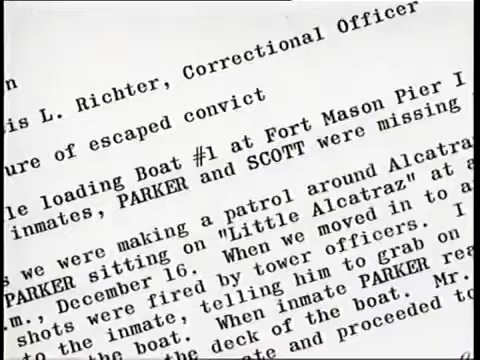 n
is L. Richter, Correctional Officer
ure of escaped convict
le loading Boat #1 at Fort Mason Pier I
inmates, PARKER and SCOTT were missing
s we were making a patrol around Alcatra
PARKER sitting on "Little Alcatraz" at a
.m., December 16. When we moved in to a
shots were fired by tower officers. I
to the inmate, telling him to grab on
the boat. When inmate PARKER rea
the deck of the boat. Mr.
ate and proceeded to